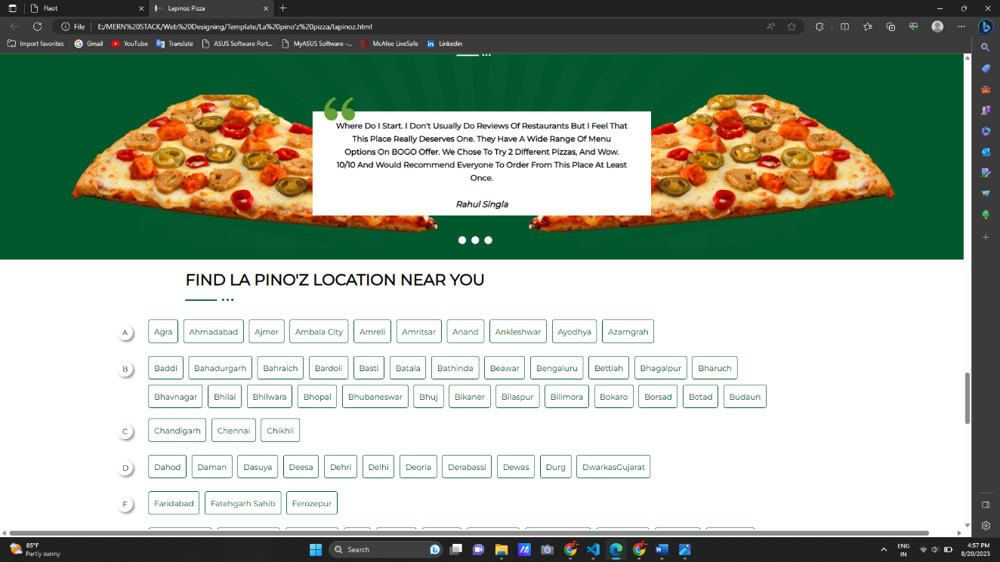 Flaot
Lapinoz Pizza
File
E:/MERN%20STACK/Web%20Designing/Template/La%20pino'z%20pizza/lapinoz.html
Import favorites Gmail YouTube Translate ASUS Software Port... MyASUS Software -... McAfee LiveSafe Linkedin
Where Do I Start. I Don't Usually Do Reviews Of Restaurants But I Feel That
This Place Really Deserves One. They Have A Wide Range Of Menu
Options On BOGO Offer. We Chose To Try 2 Different Pizzas, And Wow.
10/10 And Would Recommend Everyone To Order From This Place At Least
Once.
Rahul Singla
FIND LA PINO'Z LOCATION NEAR YOU
A Agra Ahmadabad Ajmer Ambala City Amreli Amritsar Anand Ankleshwar Ayodhya Azamgrah
B Baddi Bahadurgarh Bahraich Bardoli Basti Batala Bathinda Beawar Bengaluru Bettiah Bhagalpur Bharuch
Bhavnagar Bhilai Bhilwara Bhopal Bhubaneswar Bhuj Bikaner Bilaspur Bilimora Bokaro Borsad Botad Budaun
C Chandigarh Chennai Chikhli
D Dahod Daman Dasuya Deesa Dehri Delhi Deoria Derabassi Dewas Durg DwarkasGujarat
F Faridabad Fatehgarh Sahib Ferozepur
85°F
Partly sunny
Search
ENG
IN
4:57 PM
8/20/2023